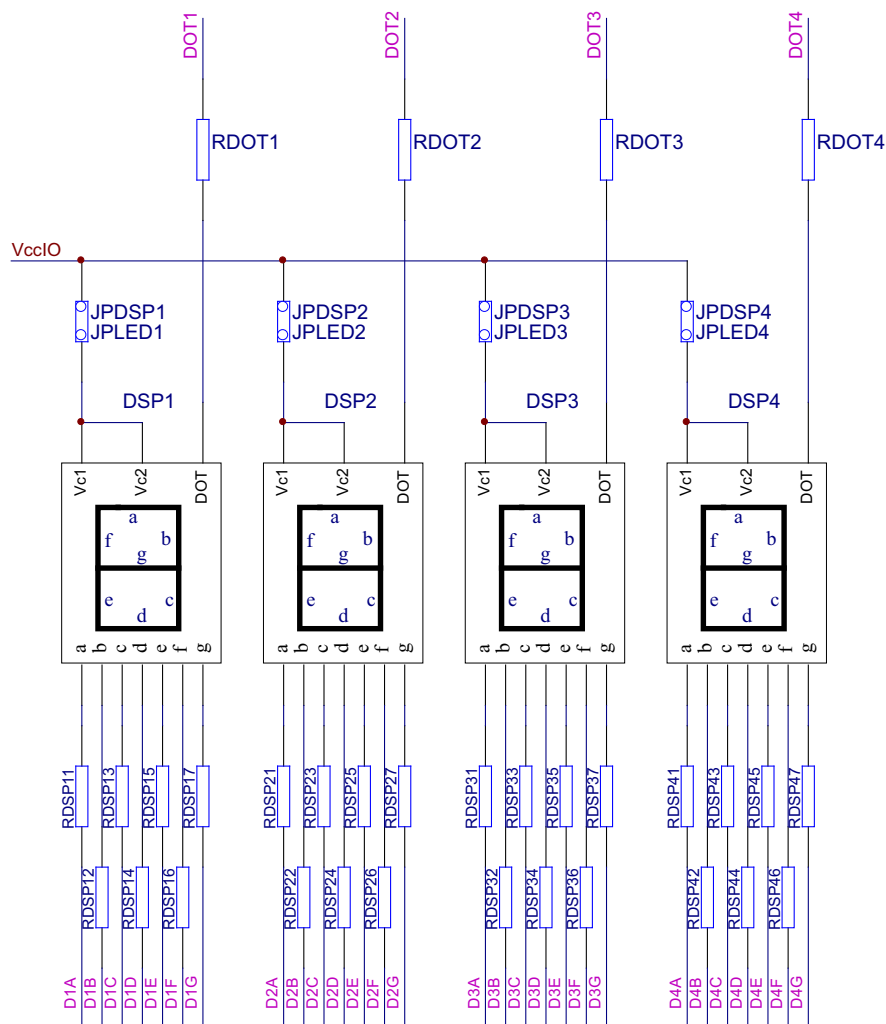 DOT1 DOT2 DOT3 DOT4
RDOT1 RDOT2 RDOT3 RDOT4
VccIO
JPDSP1 JPDSP2 JPDSP3 JPDSP4
JPLED1 JPLED2 JPLED3 JPLED4
DSP1 DSP2 DSP3 DSP4
Vc1 Vc2 DOT Vc1 Vc2 DOT Vc1 Vc2 DOT Vc1 Vc2 DOT
a a a a
f b f b f b f b
g g g g
e c e c e c e c
d d d d
a b c d e f g a b c d e f g a b c d e f g a b c d e f g
RDSP11 RDSP13 RDSP15 RDSP17 RDSP21 RDSP23 RDSP25 RDSP27 RDSP31 RDSP33 RDSP35 RDSP37 RDSP41 RDSP43 RDSP45 RDSP47
RDSP12 RDSP14 RDSP16 RDSP22 RDSP24 RDSP26 RDSP32 RDSP34 RDSP36 RDSP42 RDSP44 RDSP46
D1A D1B D1C D1D D1E D1F D1G D2A D2B D2C D2D D2E D2F D2G D3A D3B D3C D3D D3E D3F D3G D4A D4B D4C D4D D4E D4F D4G